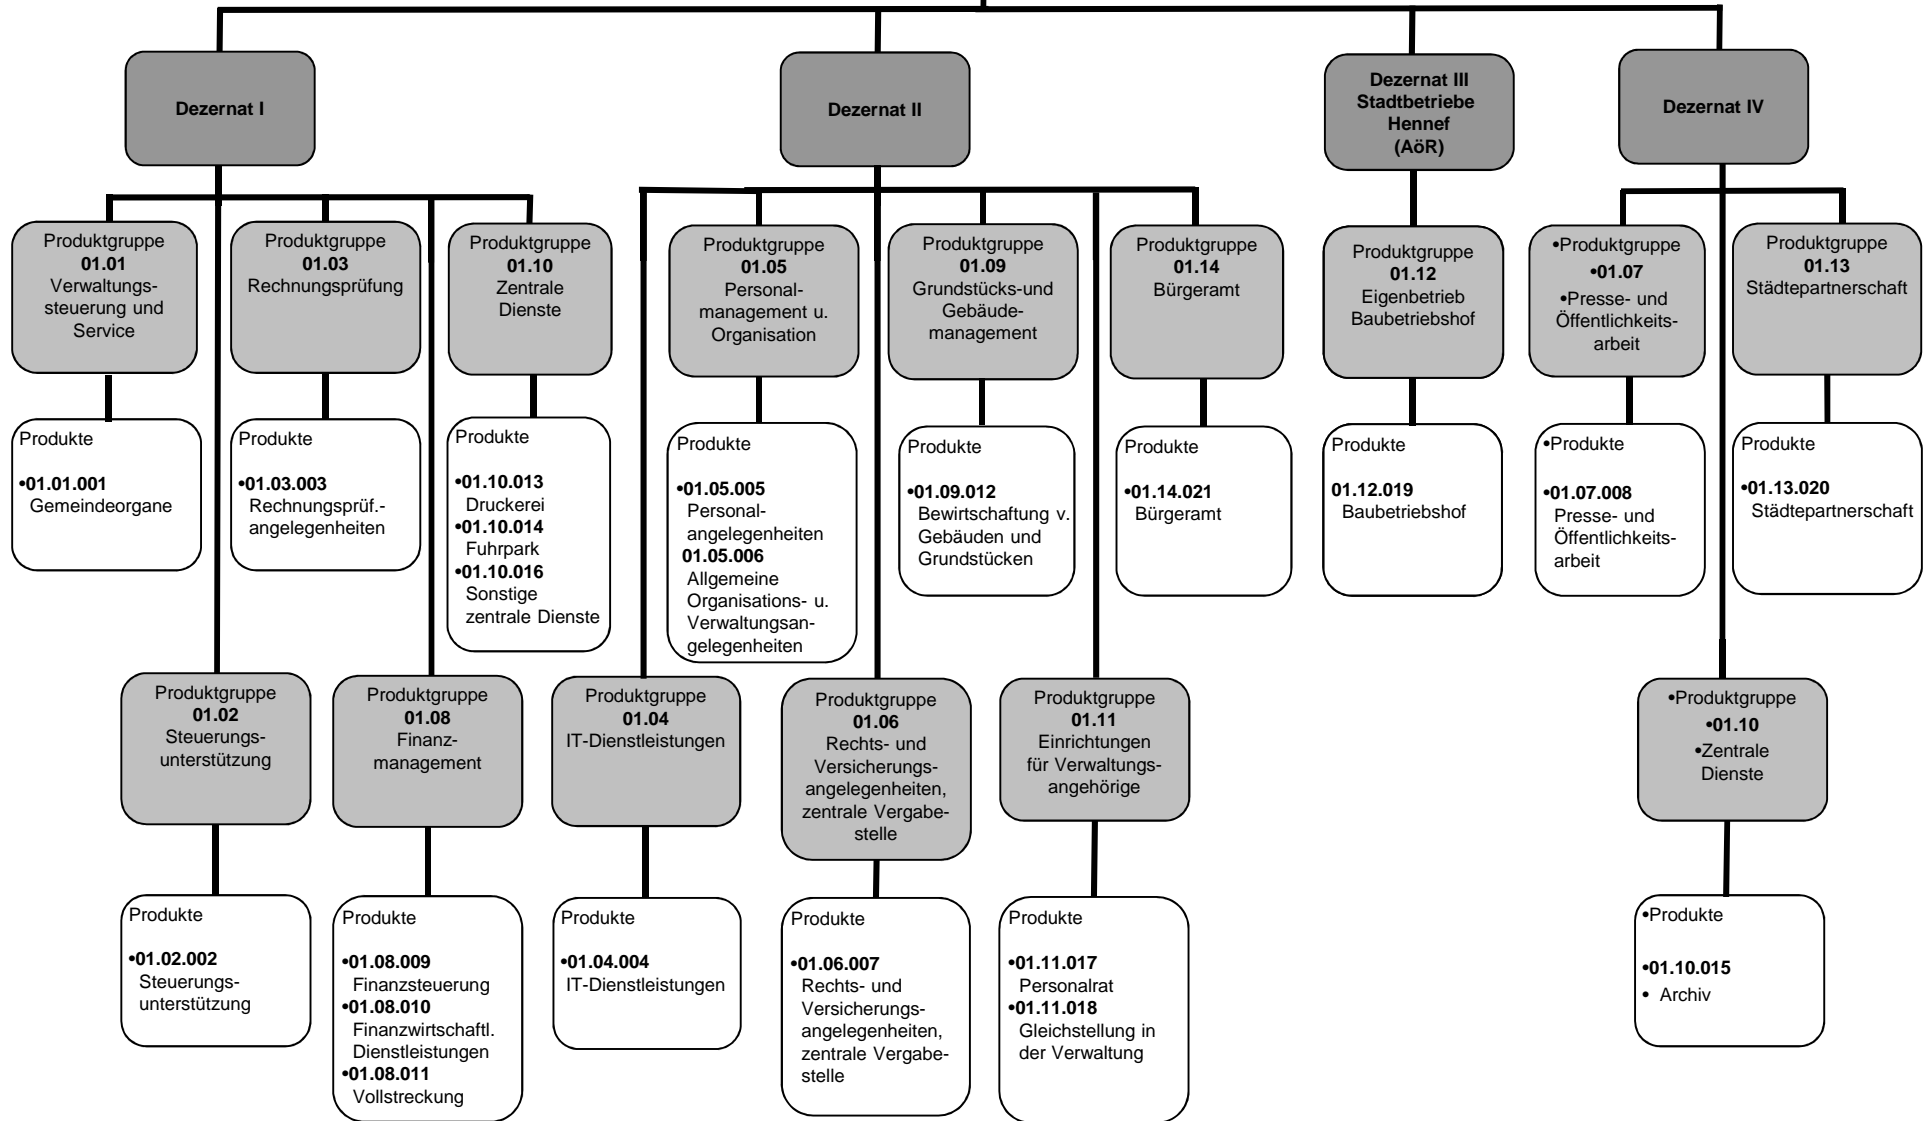 Dezernat I
Dezernat II
Dezernat III
Stadtbetriebe
Hennef
(AöR)
Dezernat IV
Produktgruppe
01.01
Verwaltungs-
steuerung und
Service
Produktgruppe
01.03
Rechnungsprüfung
Produktgruppe
01.10
Zentrale
Dienste
Produktgruppe
01.05
Personal-
management u.
Organisation
Produktgruppe
01.09
Grundstücks-und
Gebäude-
management
Produktgruppe
01.14
Bürgeramt
Produktgruppe
01.12
Eigenbetrieb
Baubetriebshof
•Produktgruppe
•01.07
•Presse- und
Öffentlichkeits-
arbeit
Produktgruppe
01.13
Städtepartnerschaft
Produkte
•01.01.001
Gemeindeorgane
Produkte
•01.03.003
Rechnungsprüf.-
angelegenheiten
Produkte
•01.10.013
Druckerei
•01.10.014
Fuhrpark
•01.10.016
Sonstige
zentrale Dienste
Produkte
•01.05.005
Personal-
angelegenheiten
01.05.006
Allgemeine
Organisations- u.
Verwaltungsan-
gelegenheiten
Produkte
•01.09.012
Bewirtschaftung v.
Gebäuden und
Grundstücken
Produkte
•01.14.021
Bürgeramt
Produkte
01.12.019
Baubetriebshof
•Produkte
•01.07.008
Presse- und
Öffentlichkeits-
arbeit
Produkte
•01.13.020
Städtepartnerschaft
Produktgruppe
01.02
Steuerungs-
unterstützung
Produktgruppe
01.08
Finanz-
management
Produktgruppe
01.04
IT-Dienstleistungen
Produktgruppe
01.06
Rechts- und
Versicherungs-
angelegenheiten,
zentrale Vergabe-
stelle
Produktgruppe
01.11
Einrichtungen
für Verwaltungs-
angehörige
•Produktgruppe
•01.10
•Zentrale
Dienste
Produkte
•01.02.002
Steuerungs-
unterstützung
Produkte
•01.08.009
Finanzsteuerung
•01.08.010
Finanzwirtschaftl.
Dienstleistungen
•01.08.011
Vollstreckung
Produkte
•01.04.004
IT-Dienstleistungen
Produkte
•01.06.007
Rechts- und
Versicherungs-
angelegenheiten,
zentrale Vergabe-
stelle
Produkte
•01.11.017
Personalrat
•01.11.018
Gleichstellung in
der Verwaltung
•Produkte
•01.10.015
• Archiv